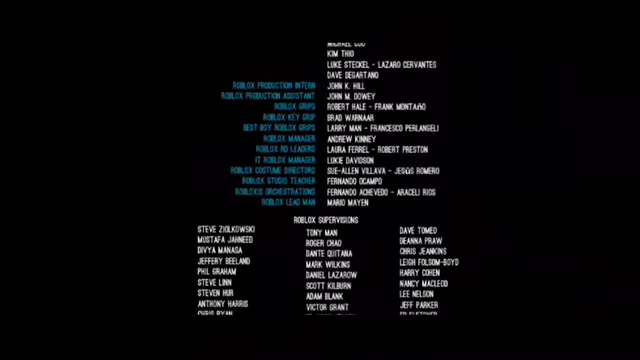 KIM THIO
LUKE STECKEL - LAZARO CERVANTES
DAVE DEGARTANO
ROBLOX PRODUCTION INTERN JOHN K. HILL
ROBLOX PRODUCTION ASSISTANT JOHN M. DOWEY
ROBLOX GRIPS ROBERT HALE - FRANK MONTAÑO
ROBLOX KEY GRIP BRAD WARNAAR
BEST BOY ROBLOX GRIPS LARRY MAN - FRANCESCO PERLANGELI
ROBLOX MANAGER ANDREW KINNEY
ROBLOX RD LEADERS LAURA FERREL - ROBERT PRESTON
IT ROBLOX MANAGER LUKIE DAVIDSON
ROBLOX COSTUME DIRECTORS SUE-ALLEN VILLAVA - JESÚS ROMERO
ROBLOX STUDIO TEACHER FERNANDO OCAMPO
ROBLOXIS ORCHESTRATIONS FERNANDO ACHEVEDO - ARACELI RIOS
ROBLOX LEAD MAN MARIO MAYEN
ROBLOX SUPERVISIONS
STEVE ZIOLKOWSKI TONY MAN DAVE TOMEO
MUSTAFA JAHNEED ROGER CHAO DEANNA PRAW
DIVYA MANASA DANTE QUITANA CHRIS JEANKINS
JEFFERY BEELAND MARK WILKINS LEIGH FOLSOM-BOYD
PHIL GRAHAM DANIEL LAZAROW HARRY COHEN
STEVE LINN SCOTT KILBURN NANCY MACLEOD
STEVEN HUR ADAM BLANK LEE NELSON
ANTHONY HARRIS VICTOR GRANT JEFF PARKER
CHRIS RYAN